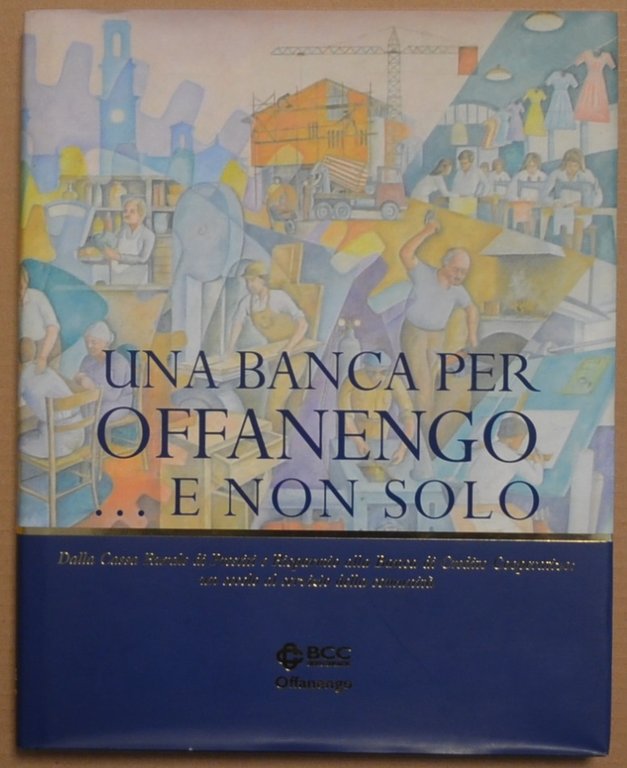 UNA BANCA PER
OFFANENGO
... E NON SOLO
Dalla Cassa Rurale di Prestiti e Risparmio alla Banca di Credito Cooperativo:
un secolo al servizio della comunità
BCC
Offanengo